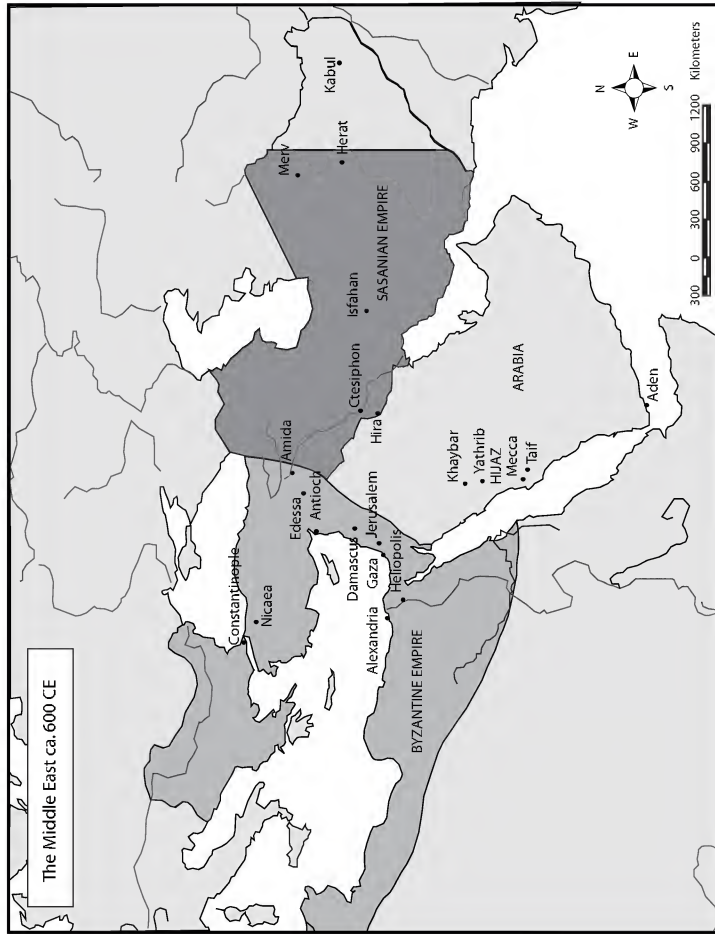 The Middle East ca. 600 CE
Constantinople
Nicaea
Amida
Edessa
Antioch
Damascus
Jerusalem
Gaza
Heliopolis
Alexandria
BYZANTINE EMPIRE
Merv
Herat
Kabul
SASANIAN EMPIRE
Isfahan
Ctesiphon
Hira
ARABIA
Khaybar
Yathrib
HIJAZ
Mecca
Taif
Aden
N
W
E
S
300 0 300 600 900 1200
Kilometers